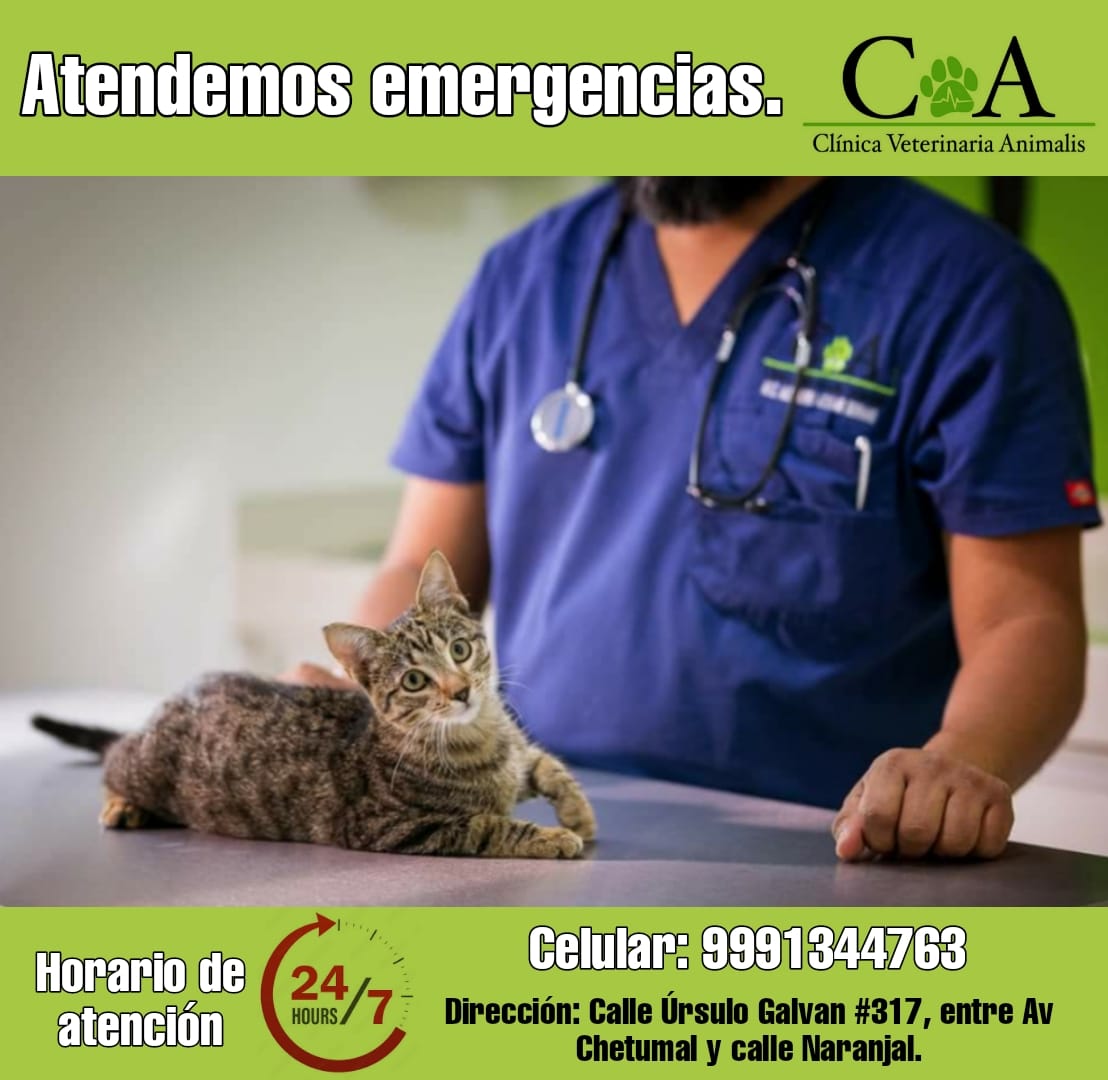 Atendemos emergencias.
C A
Clínica Veterinaria Animalis
Horario de
atención
24
HOURS/7
Celular: 9991344763
Dirección: Calle Úrsulo Galvan #317, entre Av
Chetumal y calle Naranjal.